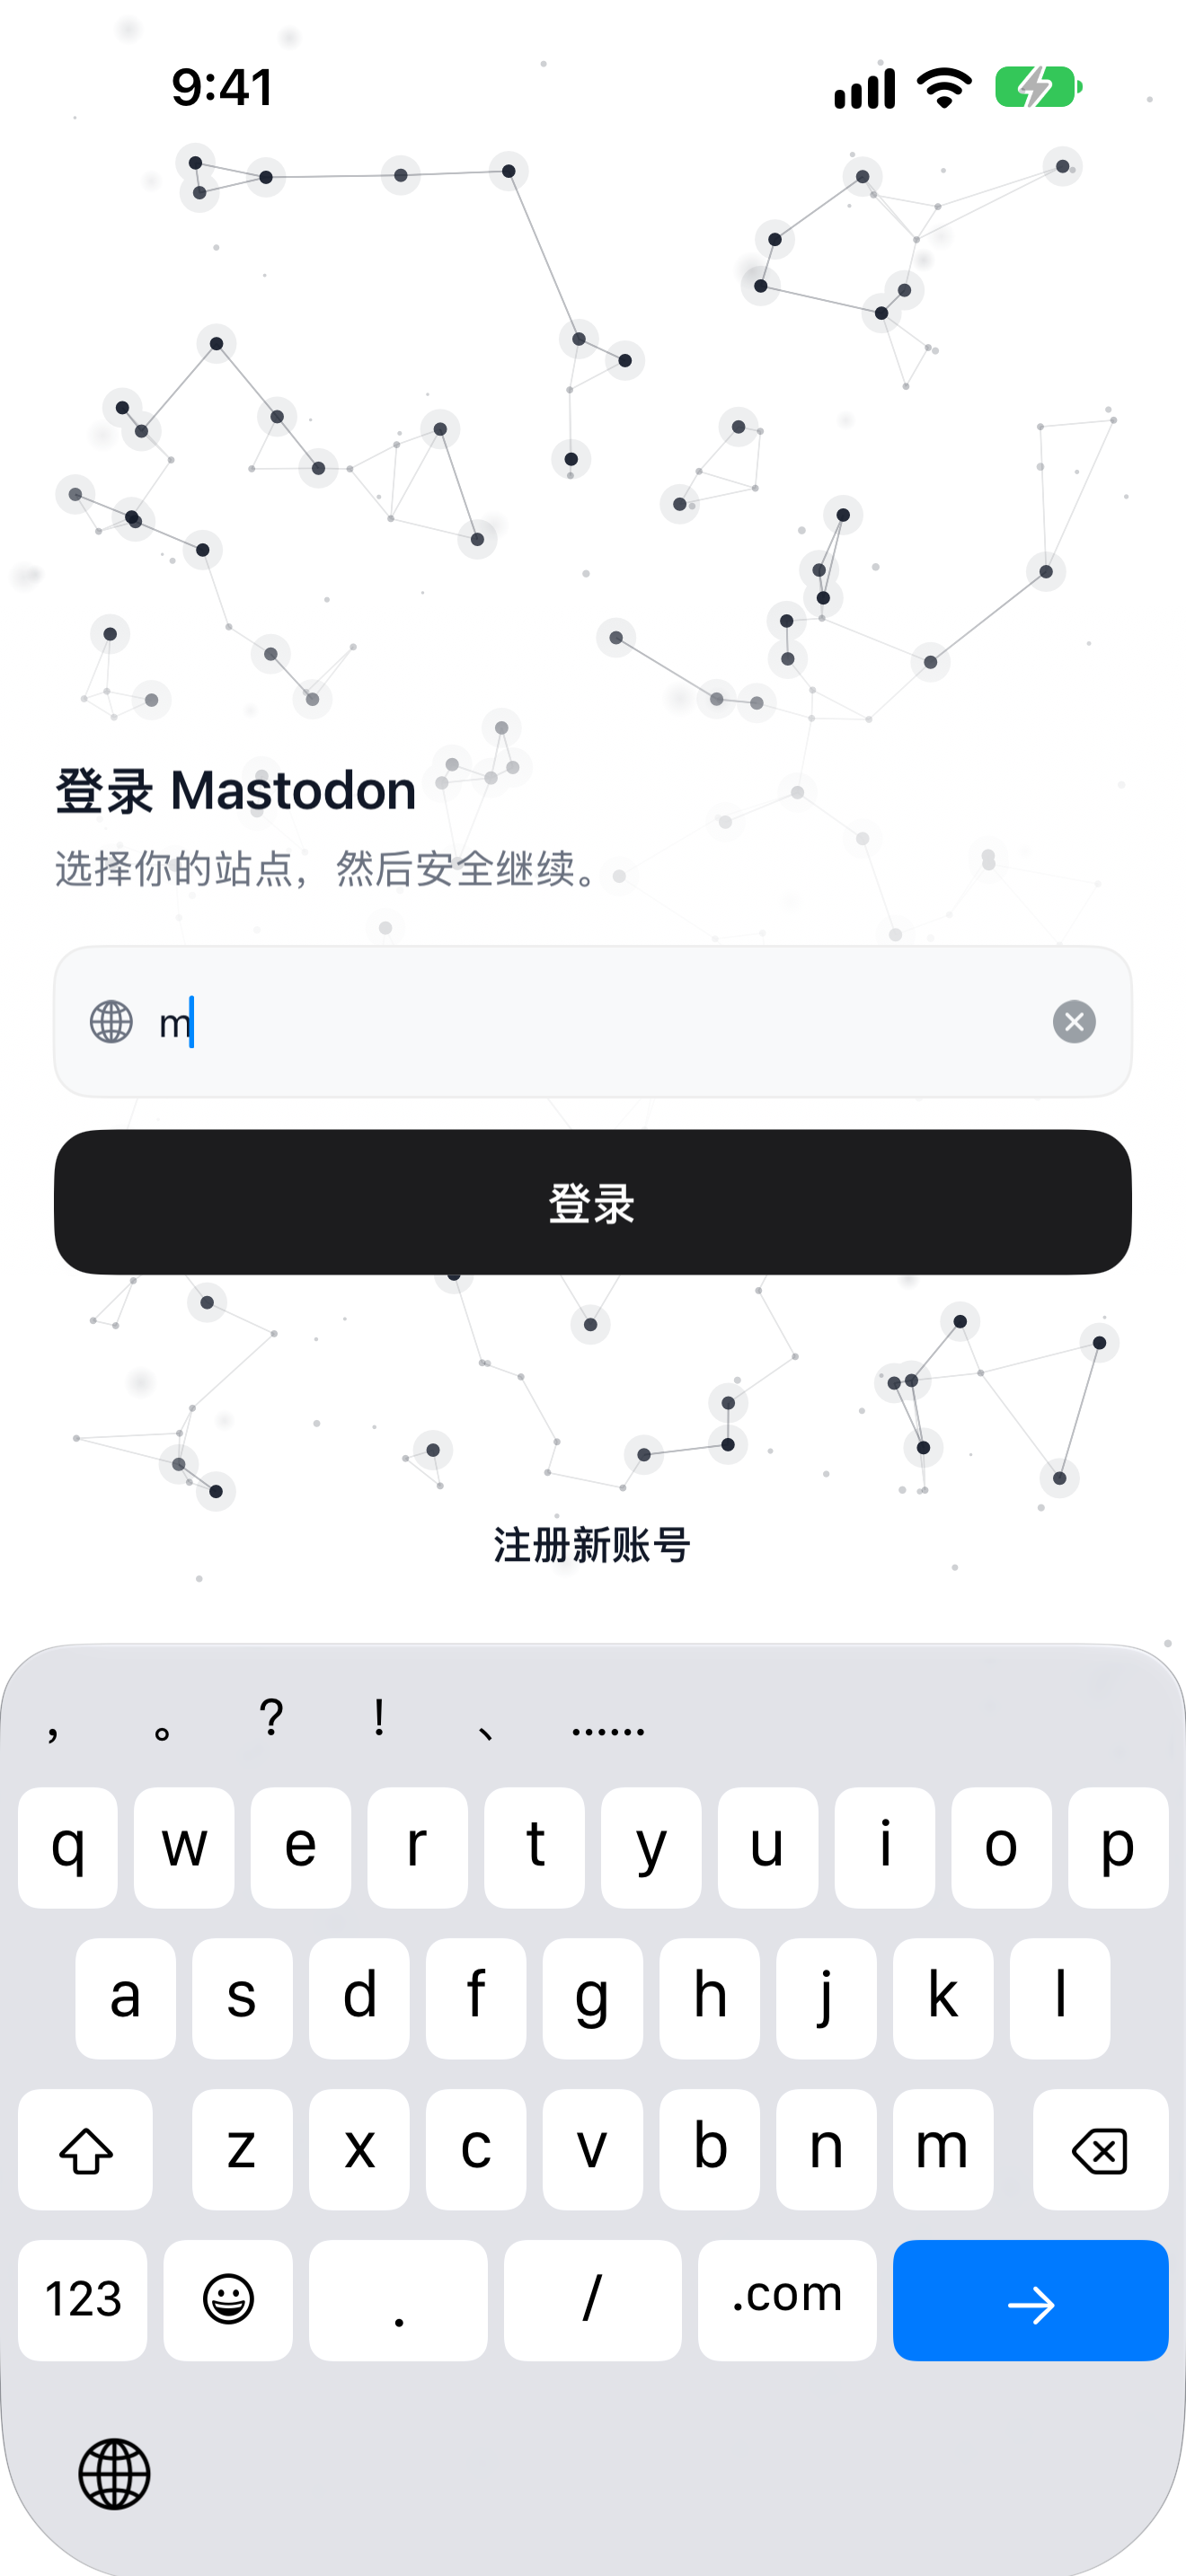 9:41
登录 Mastodon
选择你的站点，然后安全继续。
m
登录
注册新账号
， 。 ? ! 、 ……
q w e r t y u i o p
a s d f g h j k l
z x c v b n m
123 . / .com